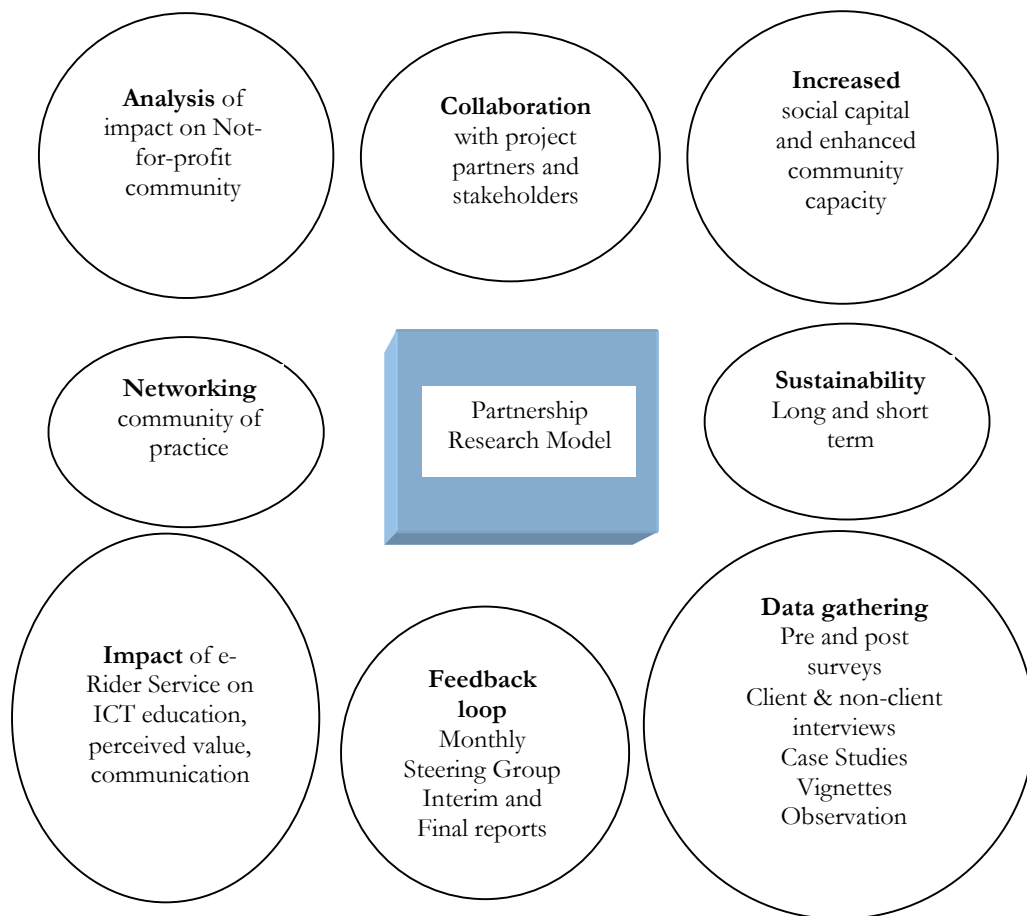 Analysis of
impact on Not-
for-profit
community
Collaboration
with project
partners and
stakeholders
Increased
social capital
and enhanced
community
capacity
Networking
community of
practice
Partnership
Research Model
Sustainability
Long and short
term
Impact of e-
Rider Service on
ICT education,
perceived value,
communication
Feedback
loop
Monthly
Steering Group
Interim and
Final reports
Data gathering
Pre and post
surveys
Client & non-client
interviews
Case Studies
Vignettes
Observation